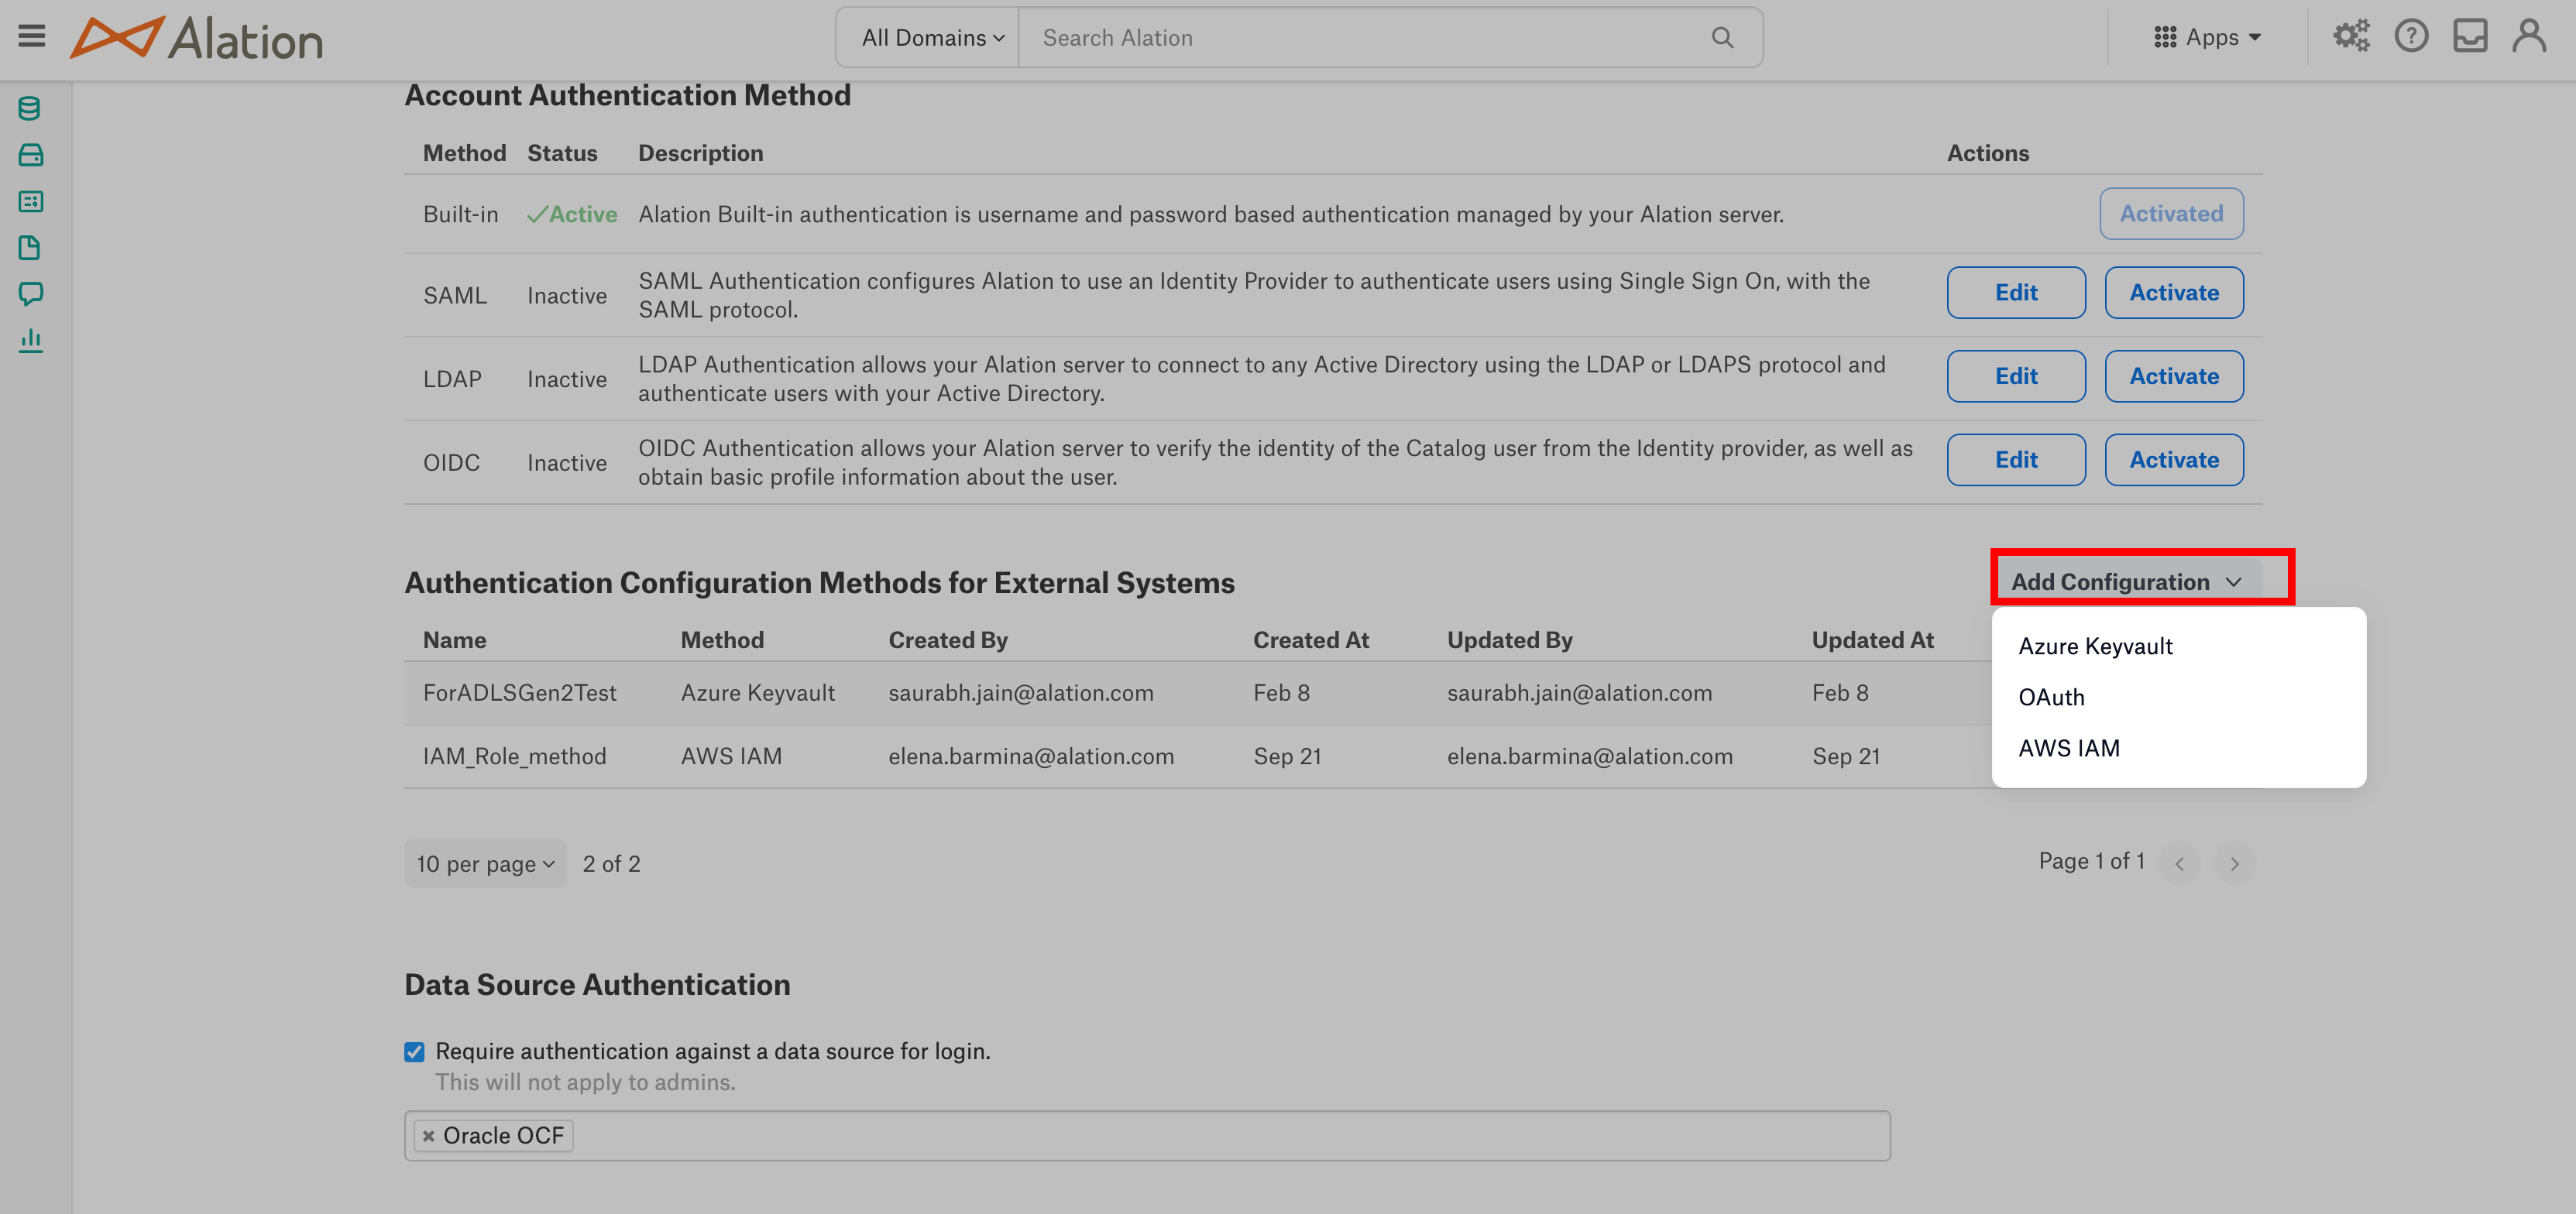 Alation
All Domains
Search Alation
Apps
Account Authentication Method
Method Status Description Actions
Built-in Active Alation Built-in authentication is username and password based authentication managed by your Alation server. Activated
SAML Inactive SAML Authentication configures Alation to use an Identity Provider to authenticate users using Single Sign On, with the
SAML protocol.
Edit Activate
LDAP Inactive LDAP Authentication allows your Alation server to connect to any Active Directory using the LDAP or LDAPS protocol and
authenticate users with your Active Directory.
Edit Activate
OIDC Inactive OIDC Authentication allows your Alation server to verify the identity of the Catalog user from the Identity provider, as well as
obtain basic profile information about the user.
Edit Activate
Authentication Configuration Methods for External Systems
Add Configuration
Azure Keyvault
OAuth
AWS IAM
Name Method Created By Created At Updated By Updated At
ForADLSGen2Test Azure Keyvault saurabh.jain@alation.com Feb 8 saurabh.jain@alation.com Feb 8
IAM_Role_method AWS IAM elena.barmina@alation.com Sep 21 elena.barmina@alation.com Sep 21
10 per page 2 of 2
Page 1 of 1
Data Source Authentication
Require authentication against a data source for login.
This will not apply to admins.
Oracle OCF